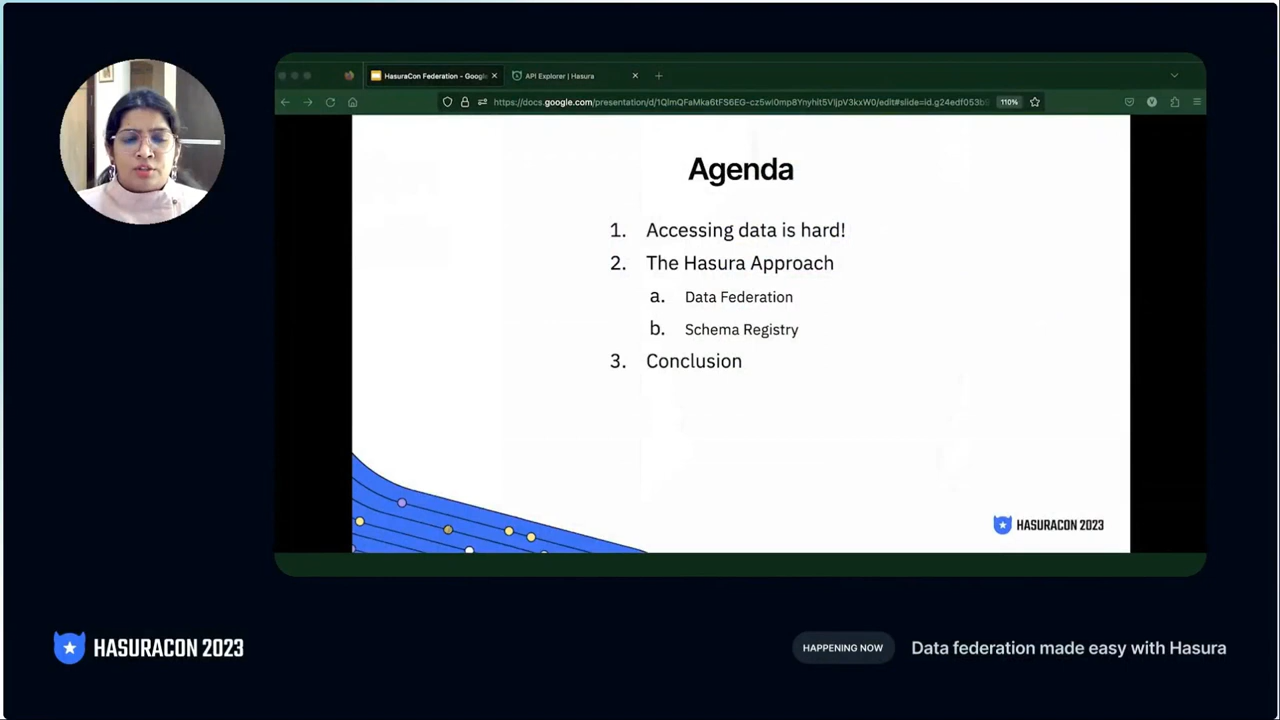 HasuraCon Federation - Goog
API Explorer | Hasura
110%
Agenda
1. Accessing data is hard!
2. The Hasura Approach
a. Data Federation
b. Schema Registry
3. Conclusion
HASURACON 2023
HASURACON 2023
HAPPENING NOW
Data federation made easy with Hasura